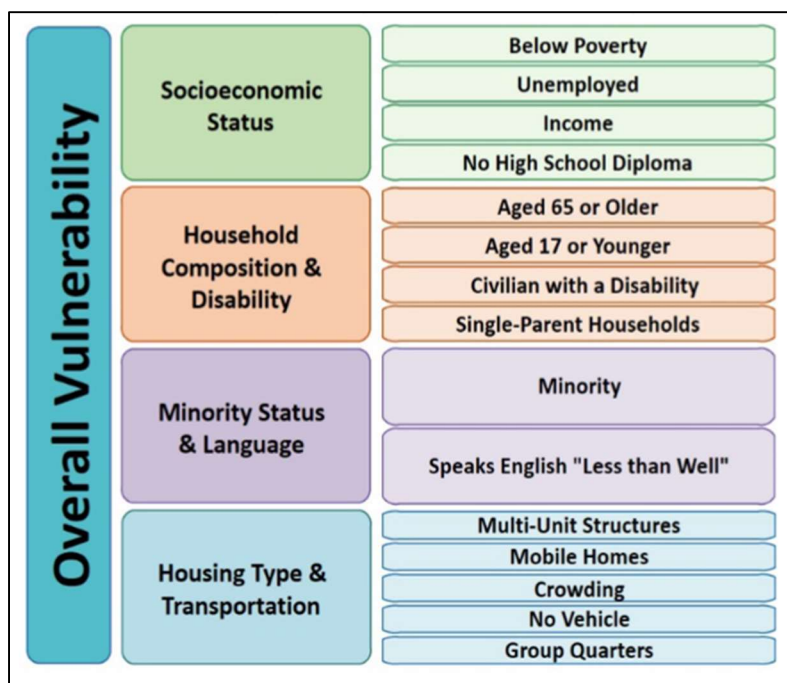 Overall Vulnerability
Socioeconomic
Status
Below Poverty
Unemployed
Income
No High School Diploma
Household
Composition &
Disability
Aged 65 or Older
Aged 17 or Younger
Civilian with a Disability
Single-Parent Households
Minority Status
& Language
Minority
Speaks English "Less than Well"
Housing Type &
Transportation
Multi-Unit Structures
Mobile Homes
Crowding
No Vehicle
Group Quarters